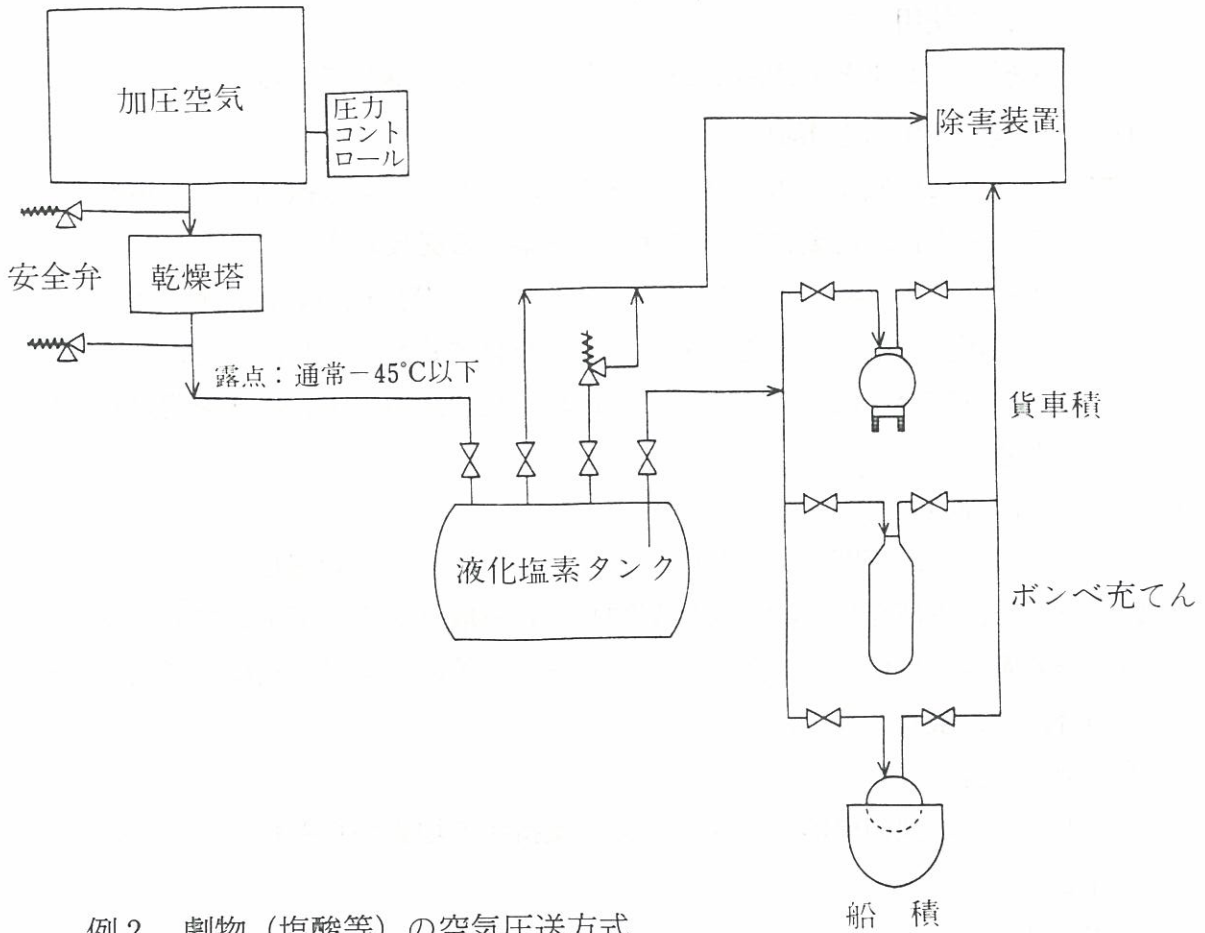 加圧空気
圧力
コント
ロール
除害装置
安全弁
乾燥塔
露点：通常－45℃以下
貨車積
液化塩素タンク
ボンベ充てん
船　積
例2　劇物（塩酸等）の空気圧送方式